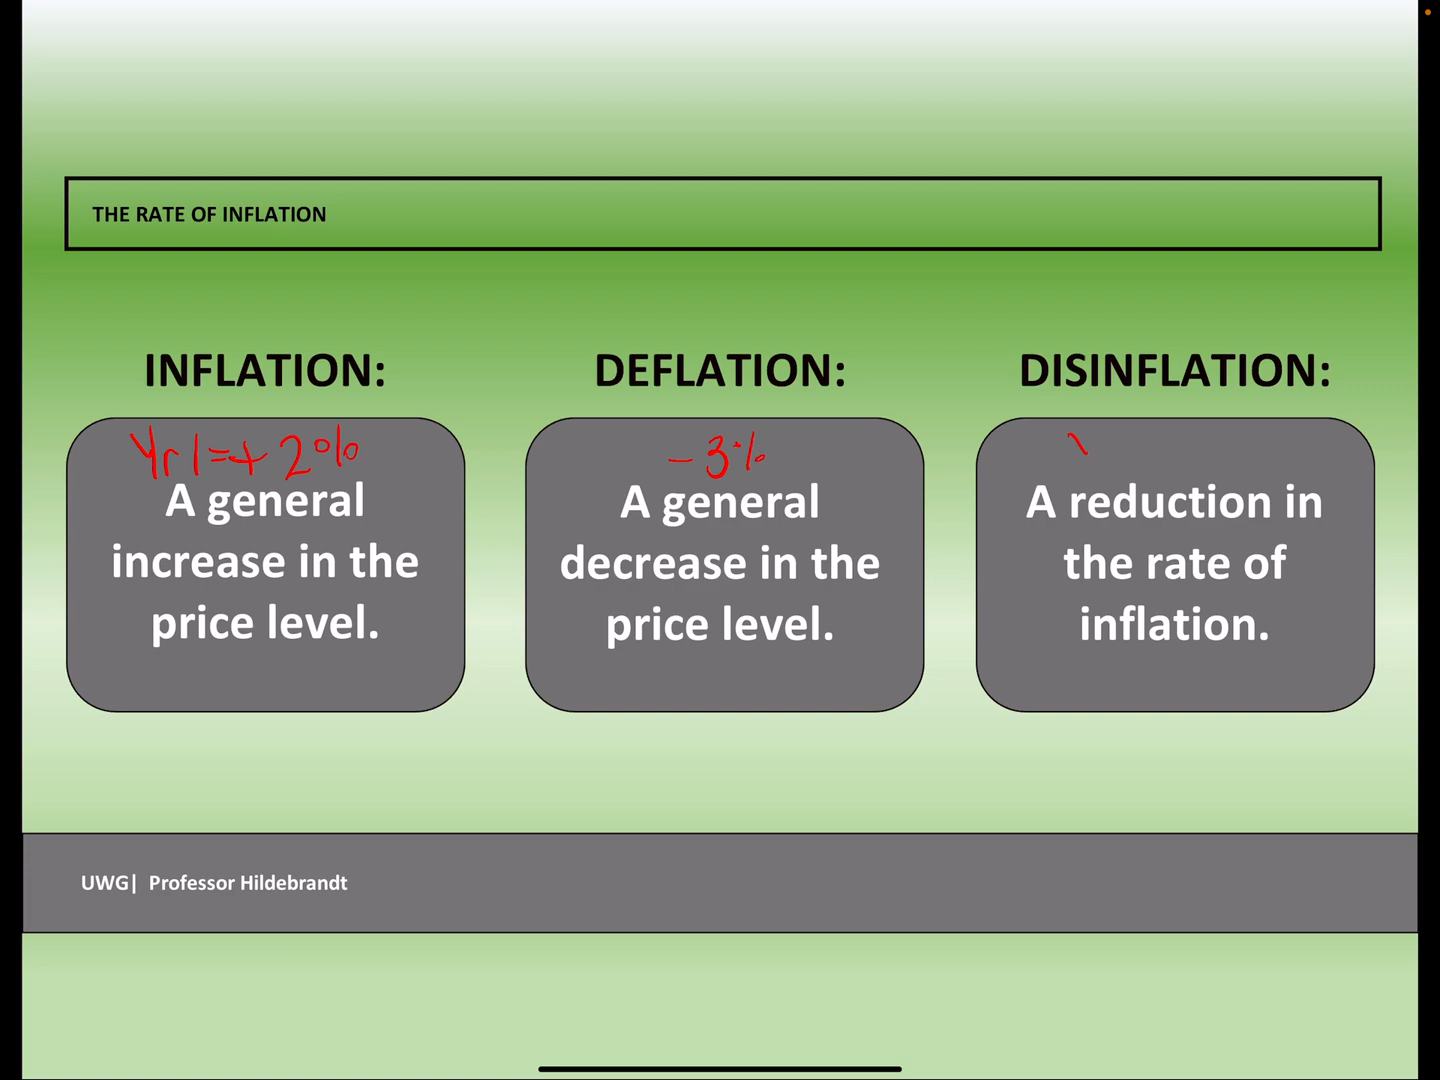 THE RATE OF INFLATION
INFLATION:
Yr 1 = + 2%
A general
increase in the
price level.
DEFLATION:
- 3%
A general
decrease in the
price level.
DISINFLATION:
A reduction in
the rate of
inflation.
UWG| Professor Hildebrandt